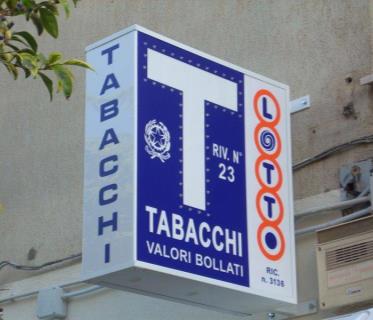 TABACCHI
T
RIV. N°
23
TABACCHI
VALORI BOLLATI
LOTTO
RIC.
n. 3136